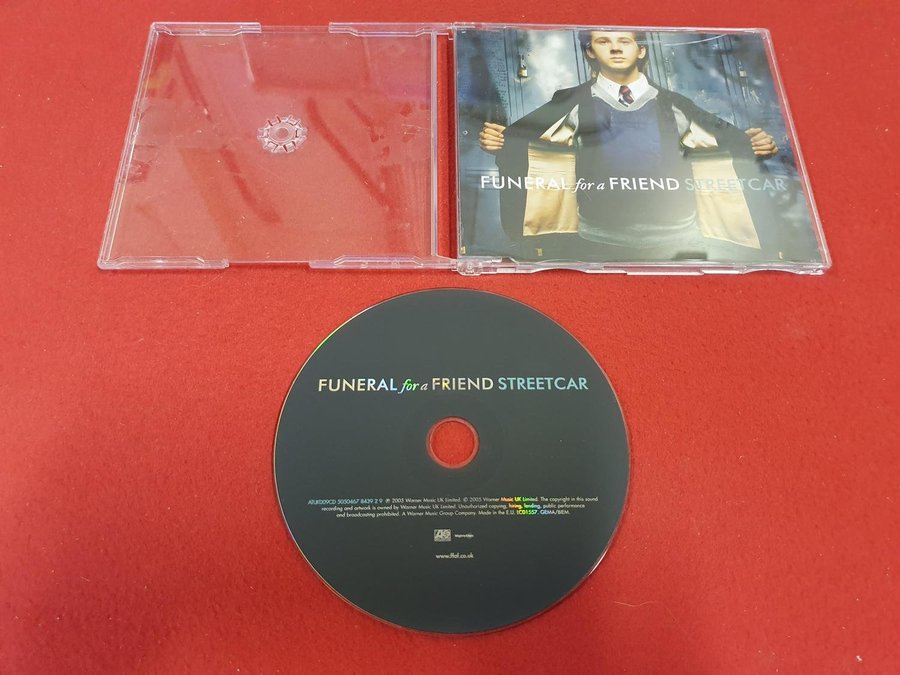 FUNERAL for a FRIEND STREETCAR
FUNERAL for a FRIEND STREETCAR
ATUK009CD 5050467 8439 2 9 ℗ 2005 Warner Music UK Limited. © 2005 Warner Music UK Limited. The copyright in this sound
recording and artwork is owned by Warner Music UK Limited. Unauthorized copying, hiring, lending, public performance
and broadcasting prohibited. A Warner Music Group Company. Made in the E.U. LC01557. GEMA/BIEM.
www.ffaf.co.uk